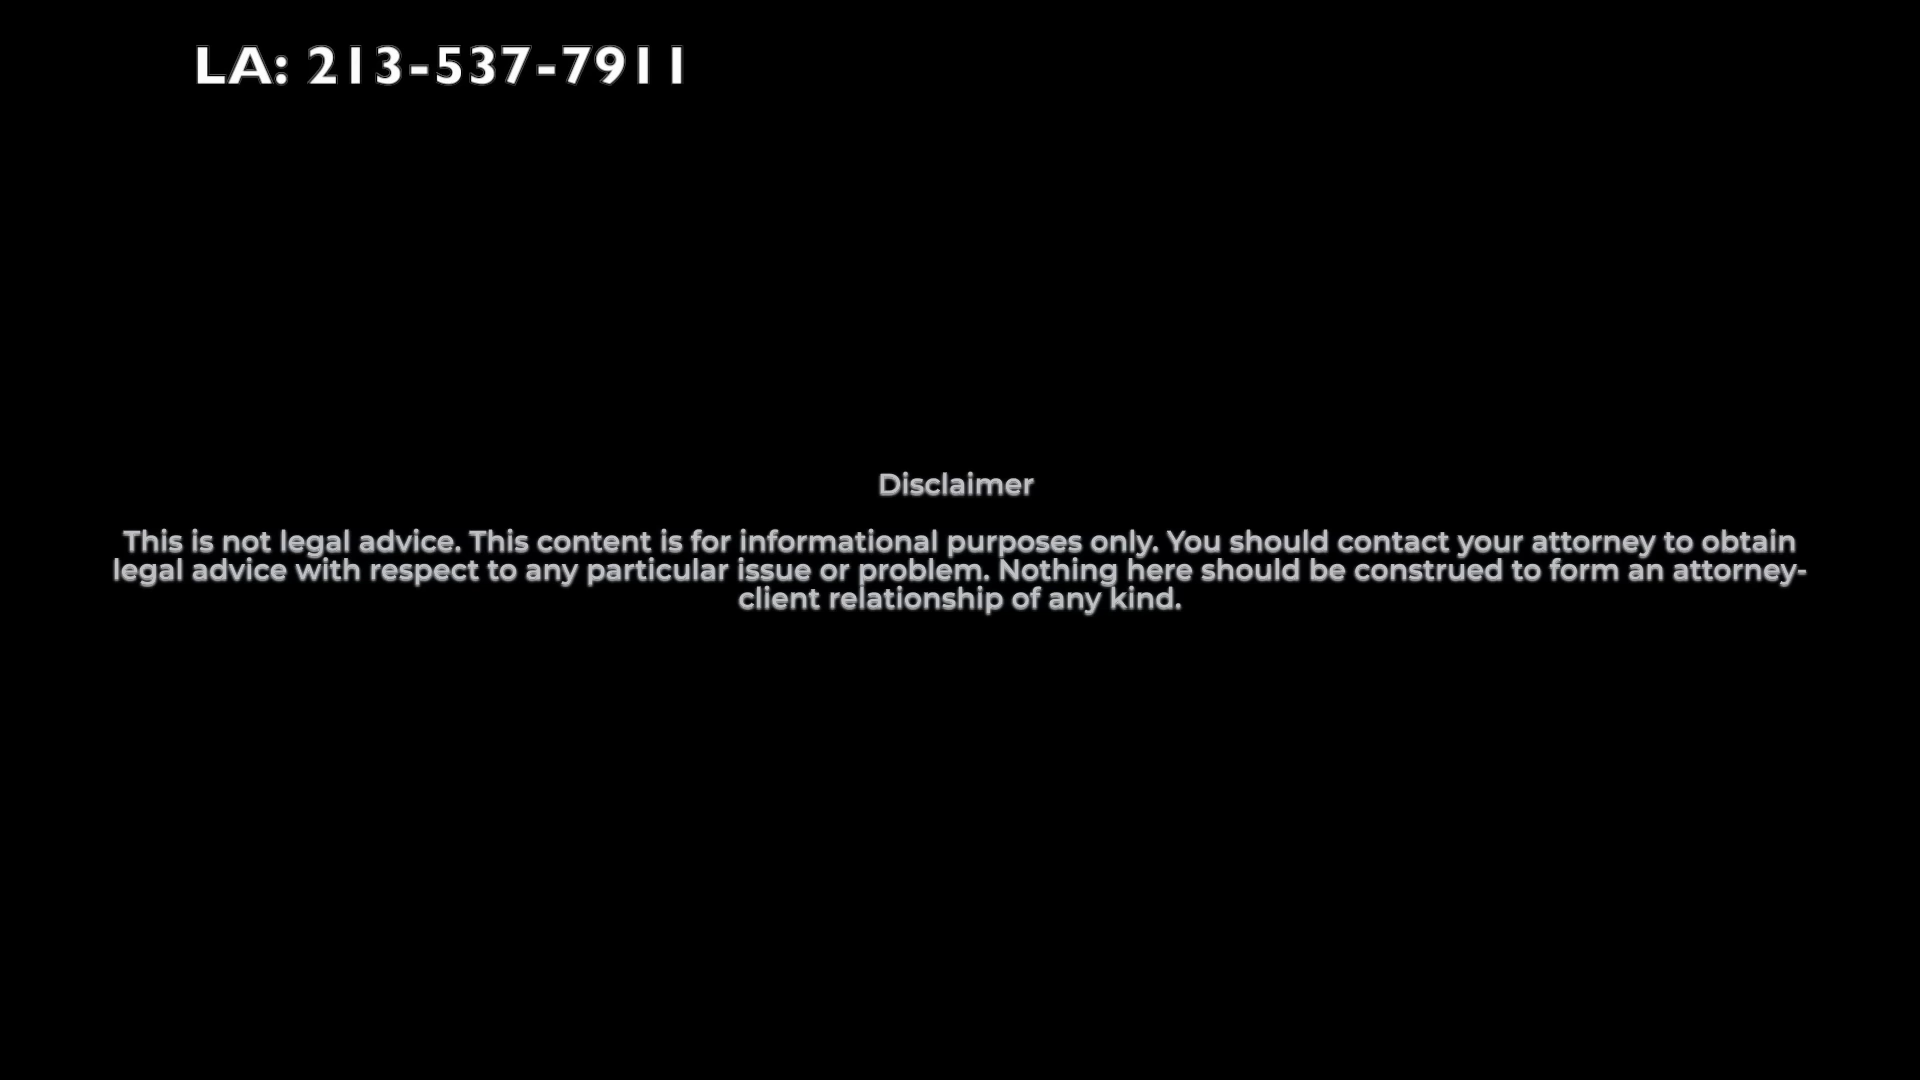 LA: 213-537-7911
Disclaimer
This is not legal advice. This content is for informational purposes only. You should contact your attorney to obtain
legal advice with respect to any particular issue or problem. Nothing here should be construed to form an attorney-
client relationship of any kind.